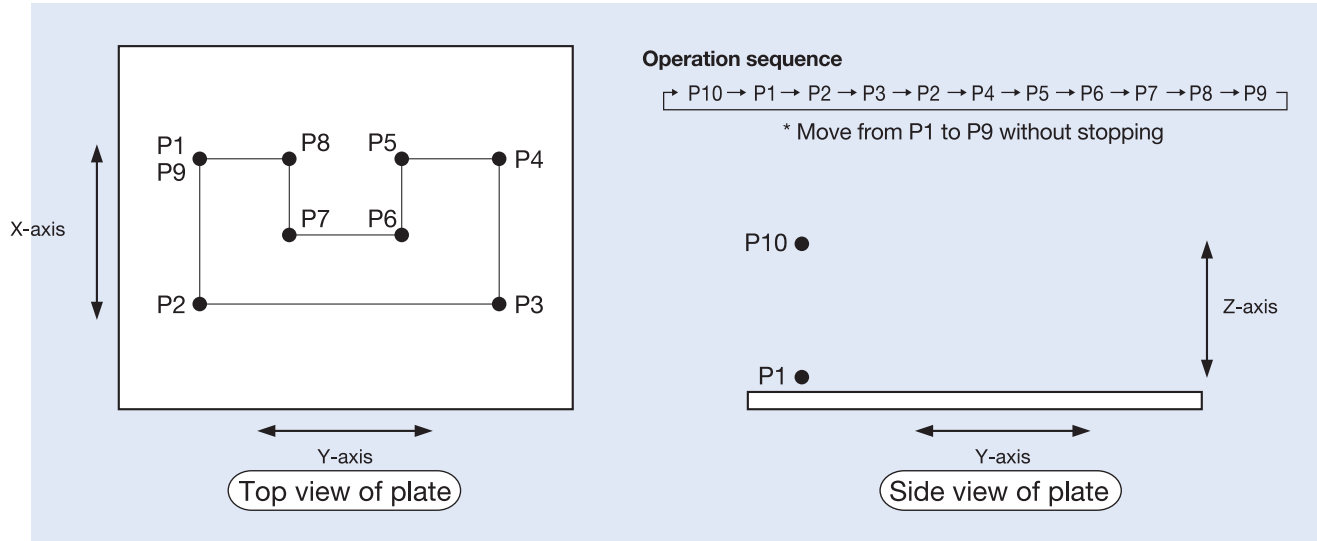 Operation sequence
P10 → P1 → P2 → P3 → P2 → P4 → P5 → P6 → P7 → P8 → P9
* Move from P1 to P9 without stopping
P1
P9
P8
P5
P4
P7
P6
X-axis
P2
P3
Y-axis
Top view of plate
P10
Z-axis
P1
Y-axis
Side view of plate